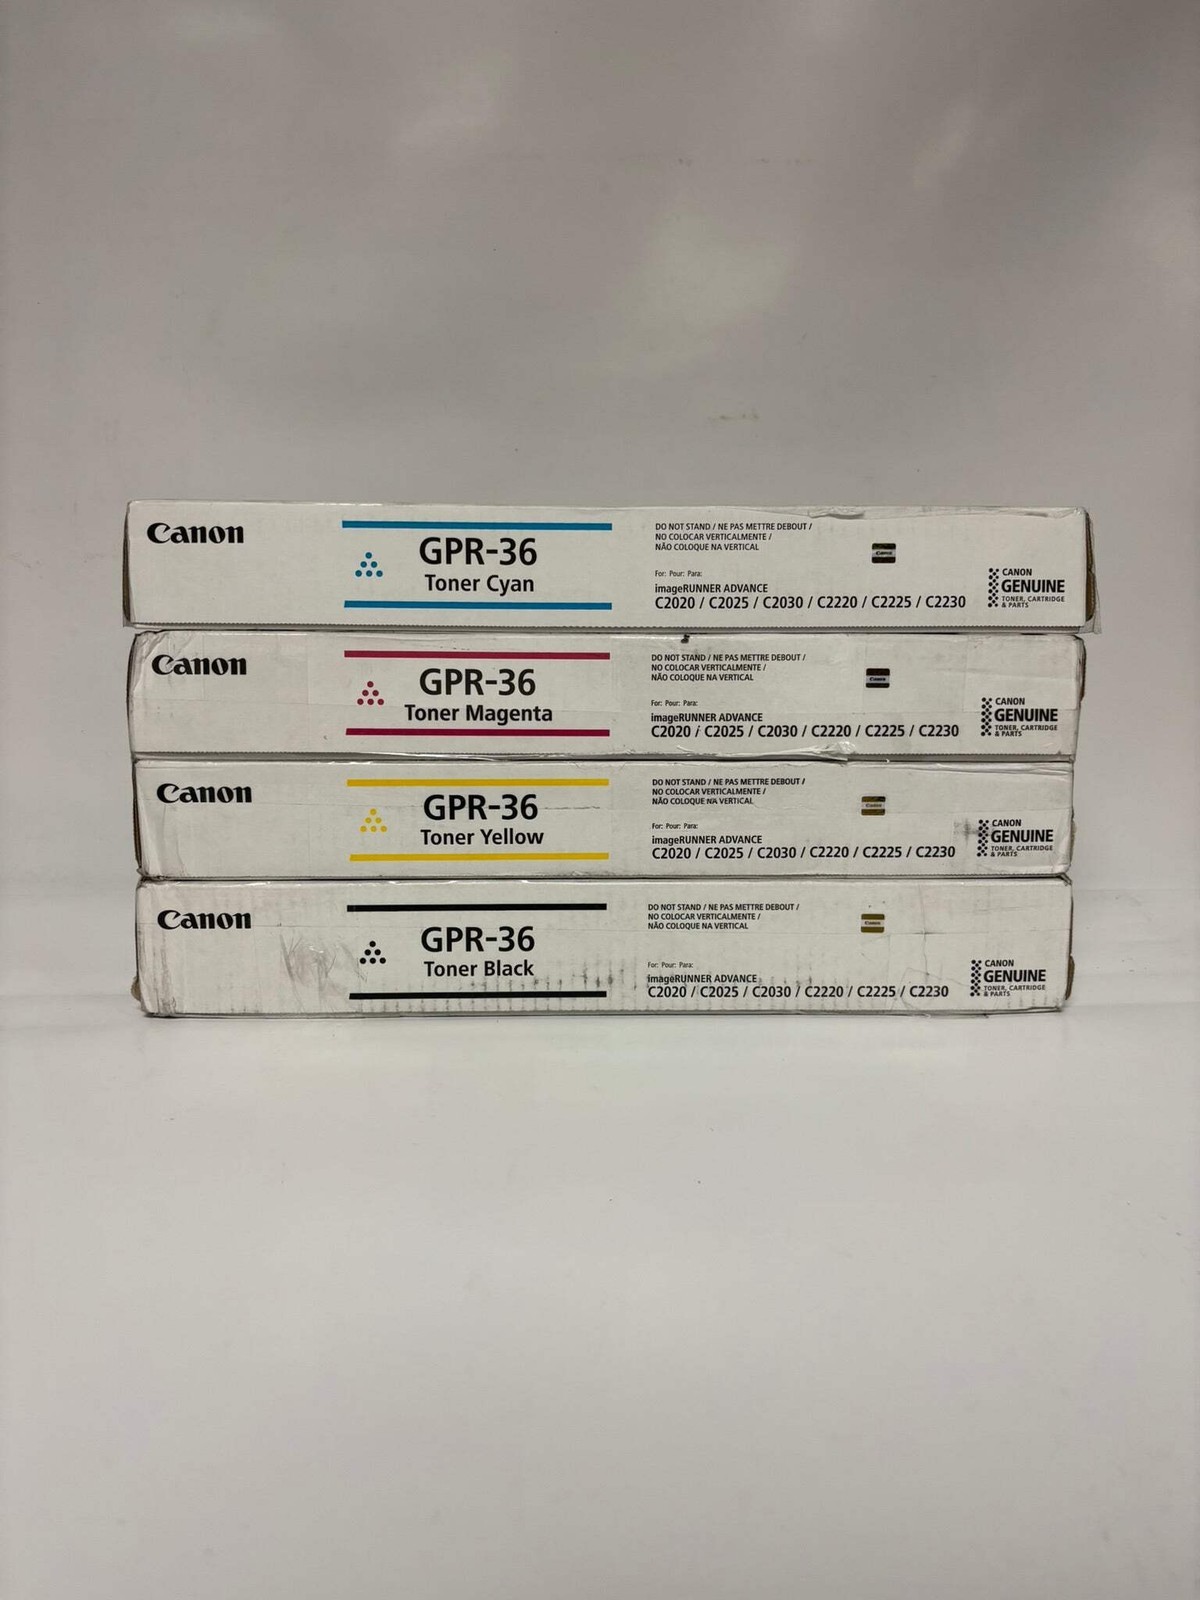 Canon
GPR-36
Toner Cyan
DO NOT STAND / NE PAS METTRE DEBOUT /
NO COLOCAR VERTICALMENTE /
NÃO COLOQUE NA VERTICAL
Canon
For: Pour: Para:
imageRUNNER ADVANCE
C2020 / C2025 / C2030 / C2220 / C2225 / C2230
CANON
GENUINE
TONER, CARTRIDGE
& PARTS
Canon
GPR-36
Toner Magenta
DO NOT STAND / NE PAS METTRE DEBOUT /
NO COLOCAR VERTICALMENTE /
NÃO COLOQUE NA VERTICAL
Canon
For: Pour: Para:
imageRUNNER ADVANCE
C2020 / C2025 / C2030 / C2220 / C2225 / C2230
CANON
GENUINE
TONER, CARTRIDGE
& PARTS
Canon
GPR-36
Toner Yellow
DO NOT STAND / NE PAS METTRE DEBOUT /
NO COLOCAR VERTICALMENTE /
NÃO COLOQUE NA VERTICAL
Canon
For: Pour: Para:
imageRUNNER ADVANCE
C2020 / C2025 / C2030 / C2220 / C2225 / C2230
CANON
GENUINE
TONER, CARTRIDGE
& PARTS
Canon
GPR-36
Toner Black
DO NOT STAND / NE PAS METTRE DEBOUT /
NO COLOCAR VERTICALMENTE /
NÃO COLOQUE NA VERTICAL
Canon
For: Pour: Para:
imageRUNNER ADVANCE
C2020 / C2025 / C2030 / C2220 / C2225 / C2230
CANON
GENUINE
TONER, CARTRIDGE
& PARTS